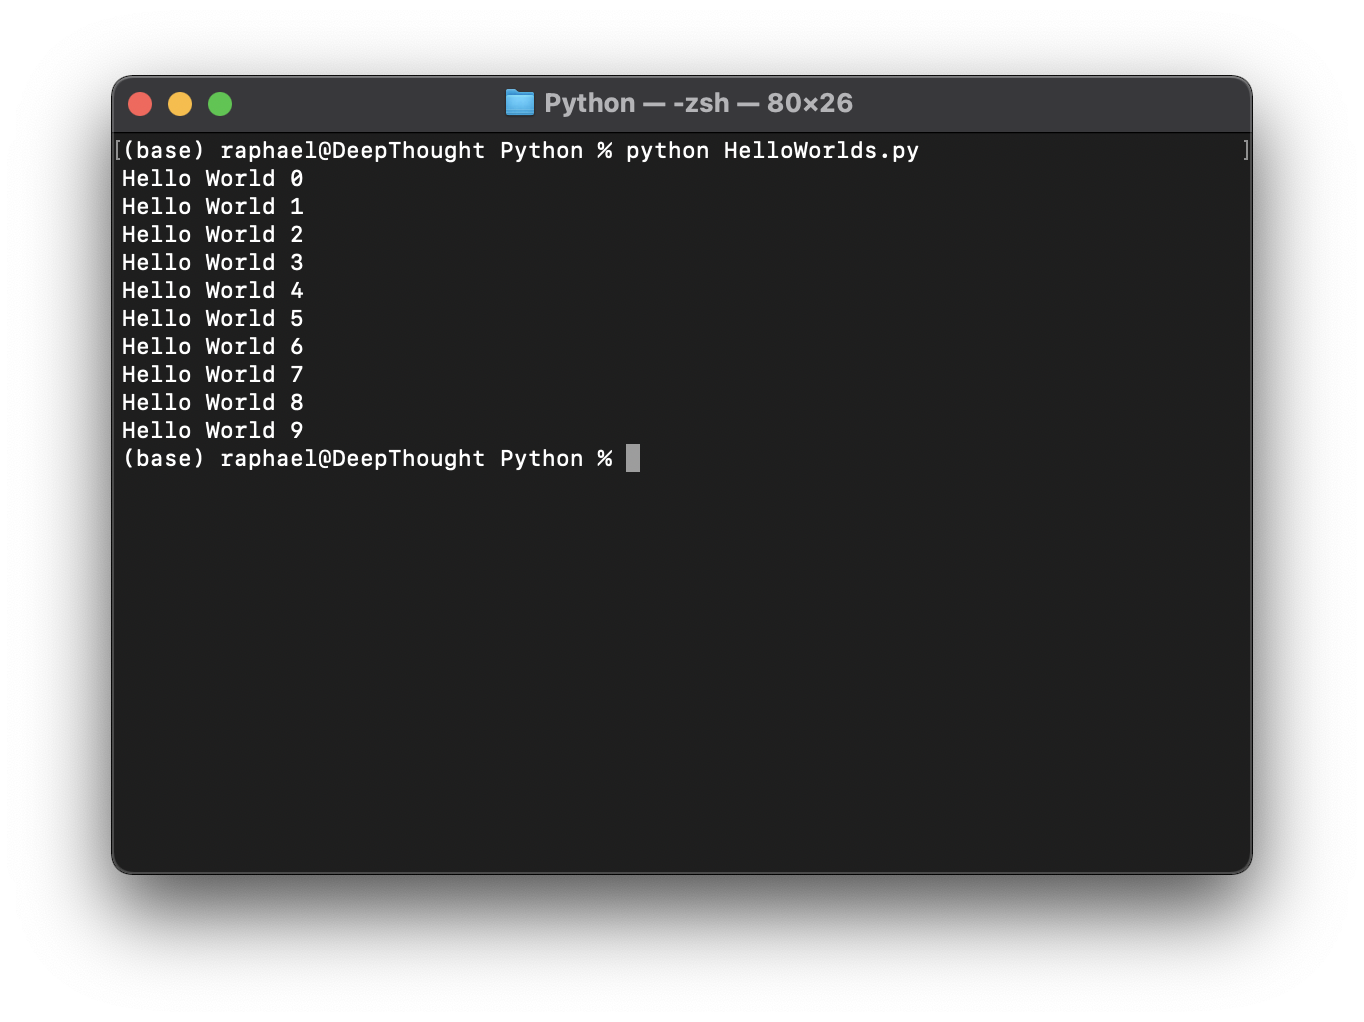 Python — -zsh — 80×26
[(base) raphael@DeepThought Python % python HelloWorlds.py ]
Hello World 0
Hello World 1
Hello World 2
Hello World 3
Hello World 4
Hello World 5
Hello World 6
Hello World 7
Hello World 8
Hello World 9
(base) raphael@DeepThought Python %